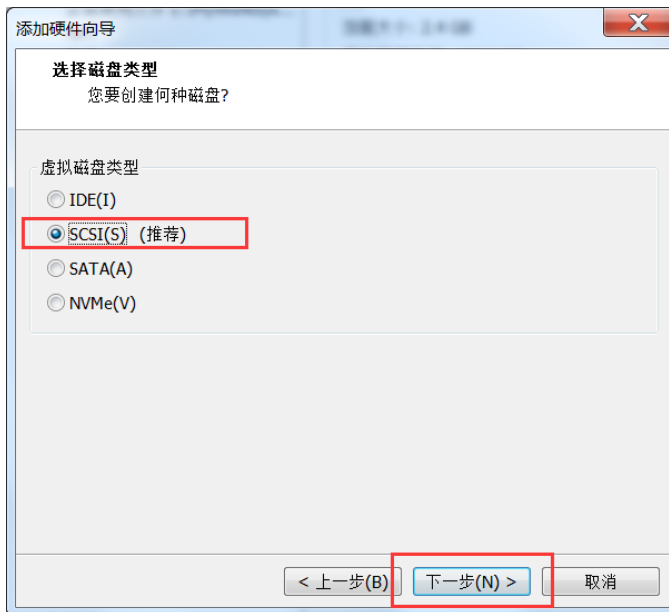 添加硬件向导
选择磁盘类型
您要创建何种磁盘?
虚拟磁盘类型
IDE(I)
SCSI(S) (推荐)
SATA(A)
NVMe(V)
< 上一步(B) 下一步(N) > 取消